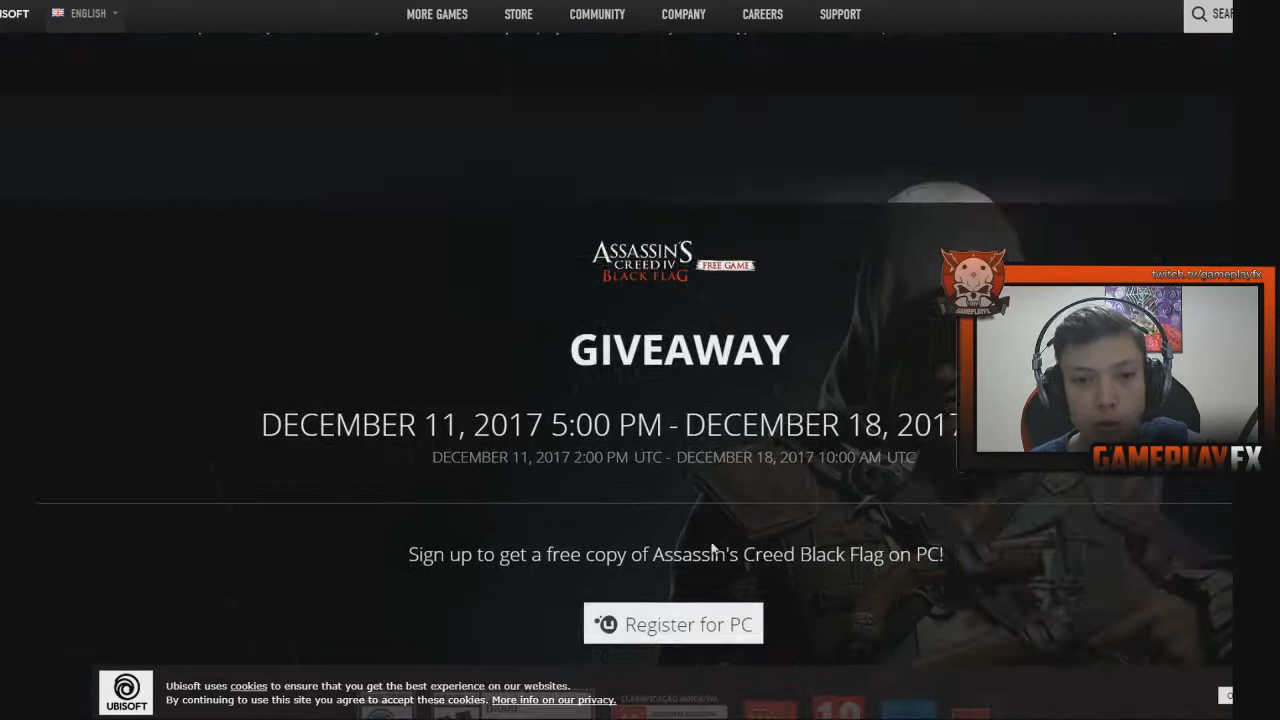 ISOFT
ENGLISH
MORE GAMES
STORE
COMMUNITY
COMPANY
CAREERS
SUPPORT
SEAR
ASSASSIN'S
CREED IV
BLACK FLAG
FREE GAME
twitch.tv/gameplayfx
GAMEPLAYFX
GIVEAWAY
DECEMBER 11, 2017 5:00 PM - DECEMBER 18, 2017
DECEMBER 11, 2017 2:00 PM UTC - DECEMBER 18, 2017 10:00 AM UTC
GAMEPLAYFX
Sign up to get a free copy of Assassin's Creed Black Flag on PC!
Register for PC
UBISOFT
Ubisoft uses cookies to ensure that you get the best experience on our websites.
By continuing to use this site you agree to accept these cookies. More info on our privacy.